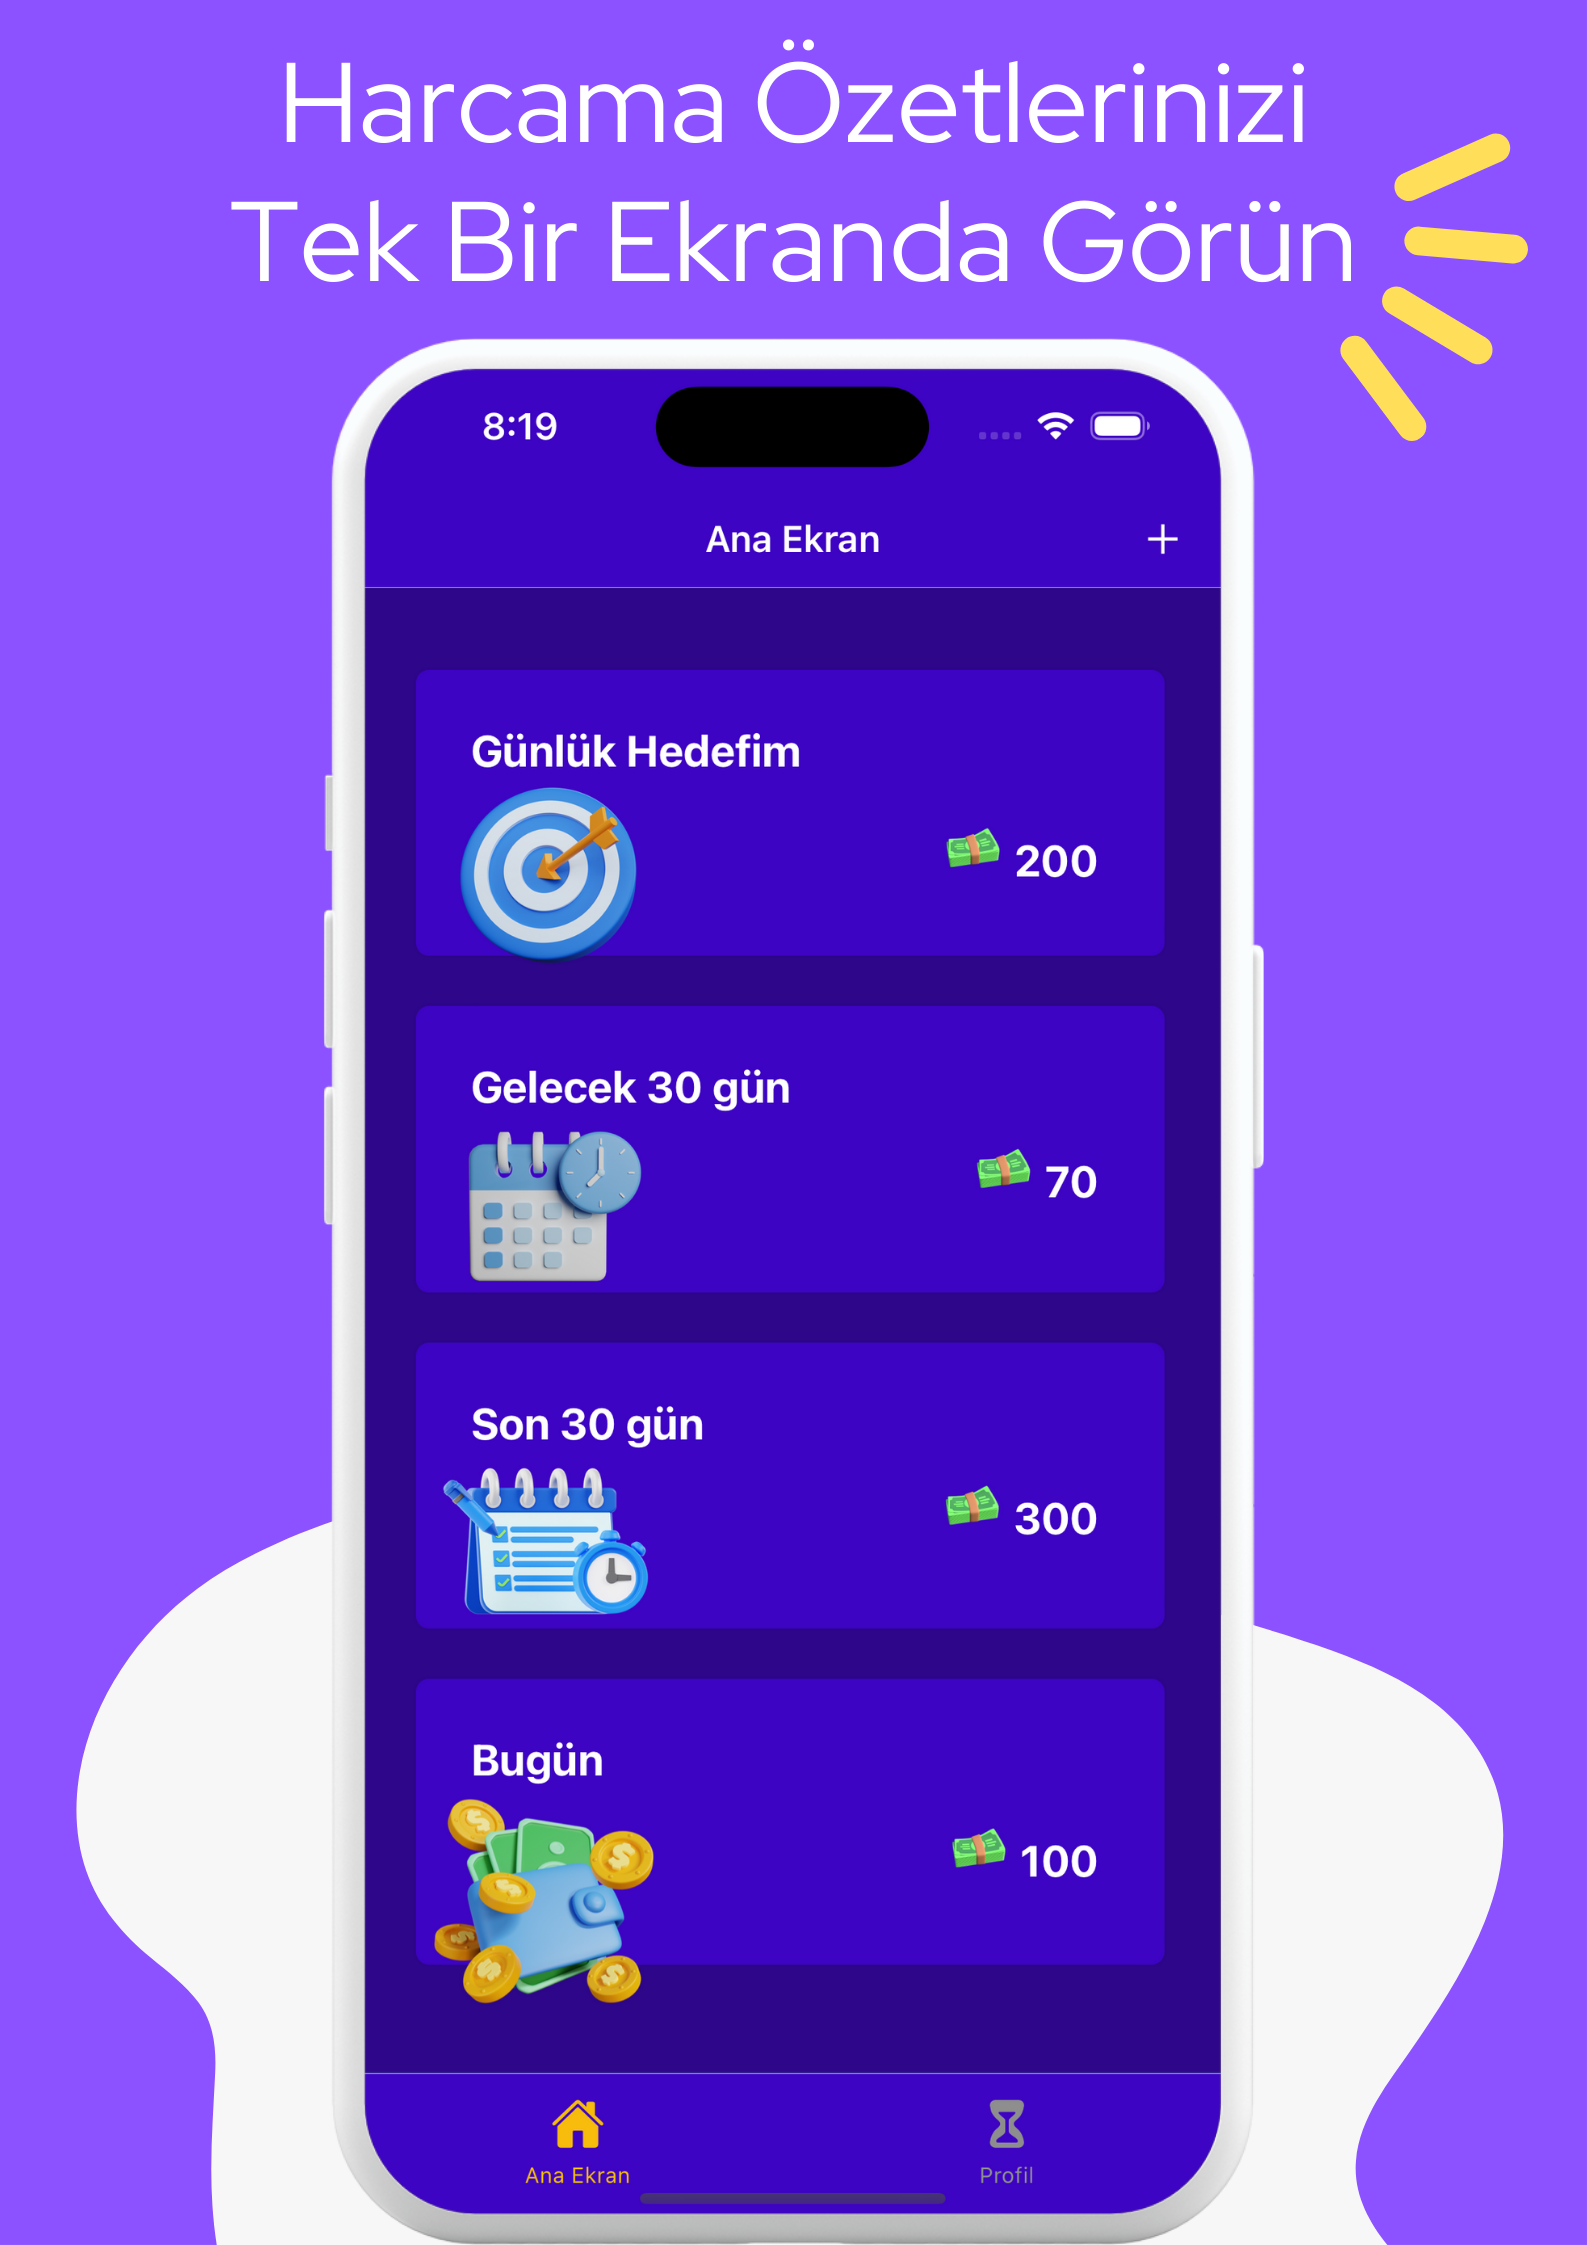 Harcama Özetlerinizi
Tek Bir Ekranda Görün
8:19
Ana Ekran
+
Günlük Hedefim
200
Gelecek 30 gün
70
Son 30 gün
300
Bugün
100
Ana Ekran
Profil